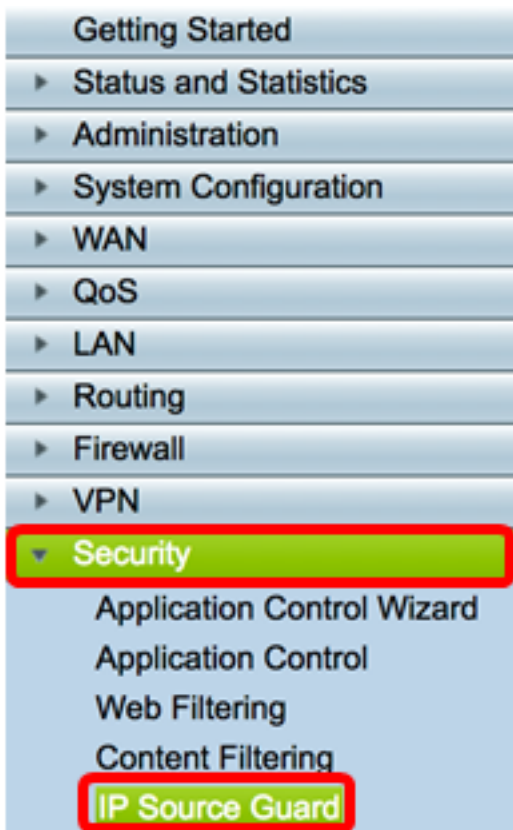 Getting Started
Status and Statistics
Administration
System Configuration
WAN
QoS
LAN
Routing
Firewall
VPN
Security
Application Control Wizard
Application Control
Web Filtering
Content Filtering
IP Source Guard